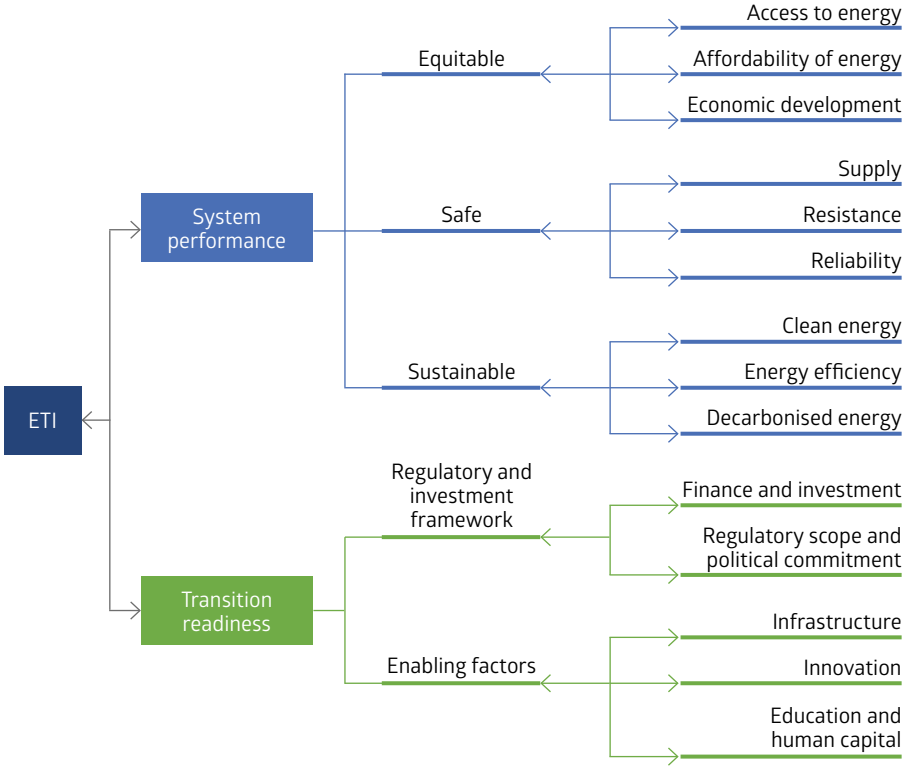 ETI
System
performance
Equitable
Access to energy
Affordability of energy
Economic development
Safe
Supply
Resistance
Reliability
Sustainable
Clean energy
Energy efficiency
Decarbonised energy
Transition
readiness
Regulatory and
investment
framework
Finance and investment
Regulatory scope and
political commitment
Enabling factors
Infrastructure
Innovation
Education and
human capital